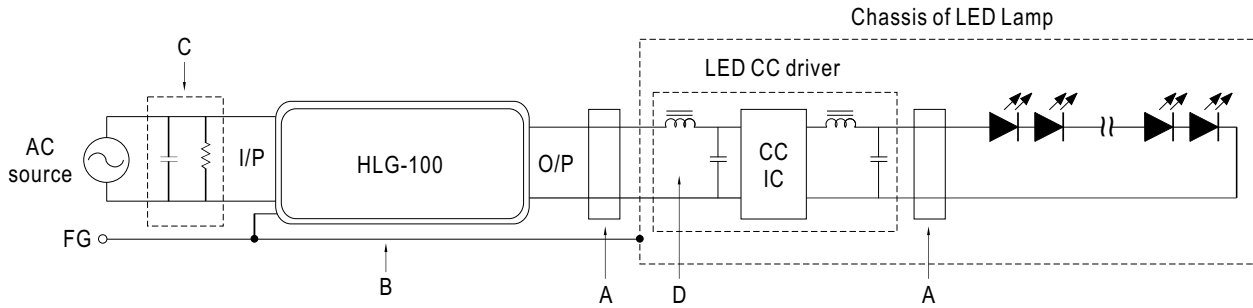 Chassis of LED Lamp
C
LED CC driver
AC
source
I/P
HLG-100
O/P
CC
IC
FG
B
A
D
A